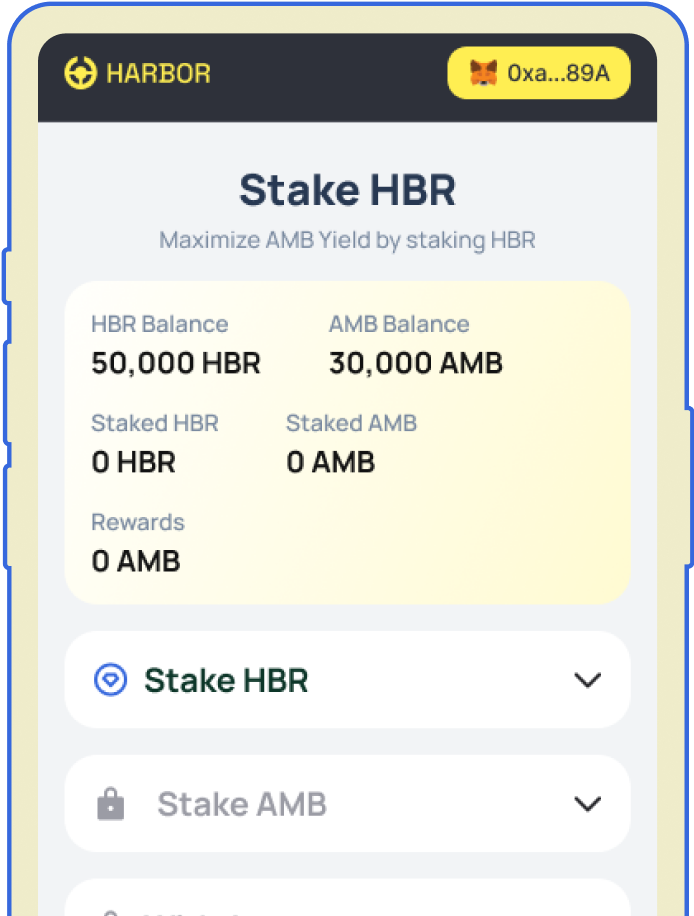 HARBOR
0xa...89A
Stake HBR
Maximize AMB Yield by staking HBR
HBR Balance AMB Balance
50,000 HBR 30,000 AMB
Staked HBR Staked AMB
0 HBR 0 AMB
Rewards
0 AMB
Stake HBR
Stake AMB